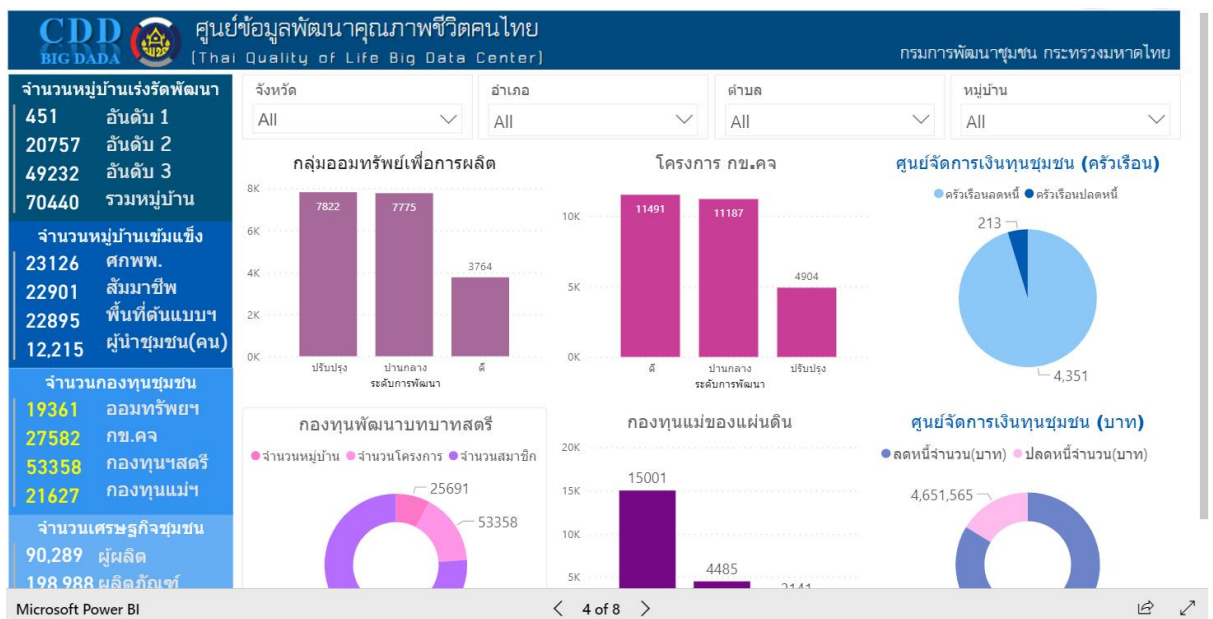 CDD
BIG DADA
ศูนย์ข้อมูลพัฒนาคุณภาพชีวิตคนไทย
(Thai Quality of Life Big Data Center)
กรมการพัฒนาชุมชน กระทรวงมหาดไทย
จำนวนหมู่บ้านเร่งรัดพัฒนา
451 อันดับ 1
20757 อันดับ 2
49232 อันดับ 3
70440 รวมหมู่บ้าน
จำนวนหมู่บ้านเข้มแข็ง
23126 ศกพพ.
22901 สัมมาชีพ
22895 พื้นที่ต้นแบบฯ
12,215 ผู้นำชุมชน(คน)
จำนวนกองทุนชุมชน
19361 ออมทรัพยฯ
27582 กข.คจ
53358 กองทุนฯสตรี
21627 กองทุนแม่ฯ
จำนวนเศรษฐกิจชุมชน
90,289 ผู้ผลิต
198,988 ผลิตภัณฑ์
จังหวัด
All
อำเภอ
All
ตำบล
All
หมู่บ้าน
All
กลุ่มออมทรัพย์เพื่อการผลิต
8K
6K
4K
2K
0K
7822
7775
3764
ปรับปรุง
ปานกลาง
ดี
ระดับการพัฒนา
โครงการ กข.คจ
10K
5K
0K
11491
11187
4904
ดี
ปานกลาง
ปรับปรุง
ระดับการพัฒนา
ศูนย์จัดการเงินทุนชุมชน (ครัวเรือน)
ครัวเรือนลดหนี้ ครัวเรือนปลดหนี้
213
4,351
กองทุนพัฒนาบทบาทสตรี
จำนวนหมู่บ้าน จำนวนโครงการ จำนวนสมาชิก
25691
53358
กองทุนแม่ของแผ่นดิน
20K
15K
10K
5K
15001
4485
2141
ศูนย์จัดการเงินทุนชุมชน (บาท)
ลดหนี้จำนวน(บาท) ปลดหนี้จำนวน(บาท)
4,651,565
Microsoft Power BI
4 of 8